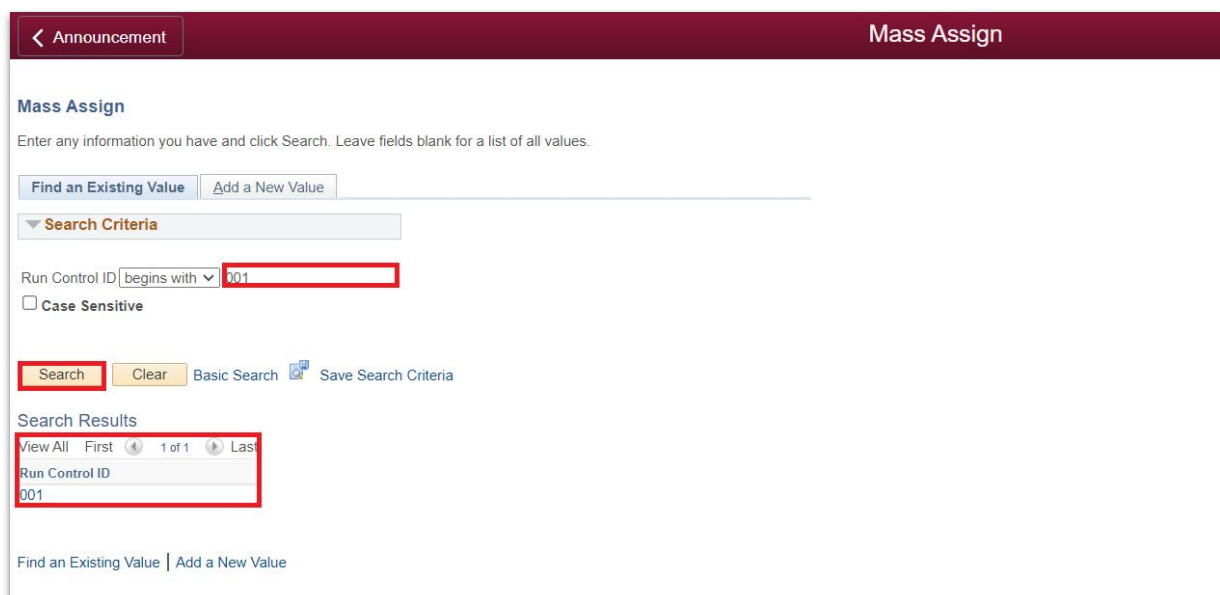 Announcement
Mass Assign
Mass Assign
Enter any information you have and click Search. Leave fields blank for a list of all values.
Find an Existing Value Add a New Value
Search Criteria
Run Control ID begins with 001
Case Sensitive
Search Clear Basic Search Save Search Criteria
Search Results
View All First 1 of 1 Last
Run Control ID
001
Find an Existing Value | Add a New Value